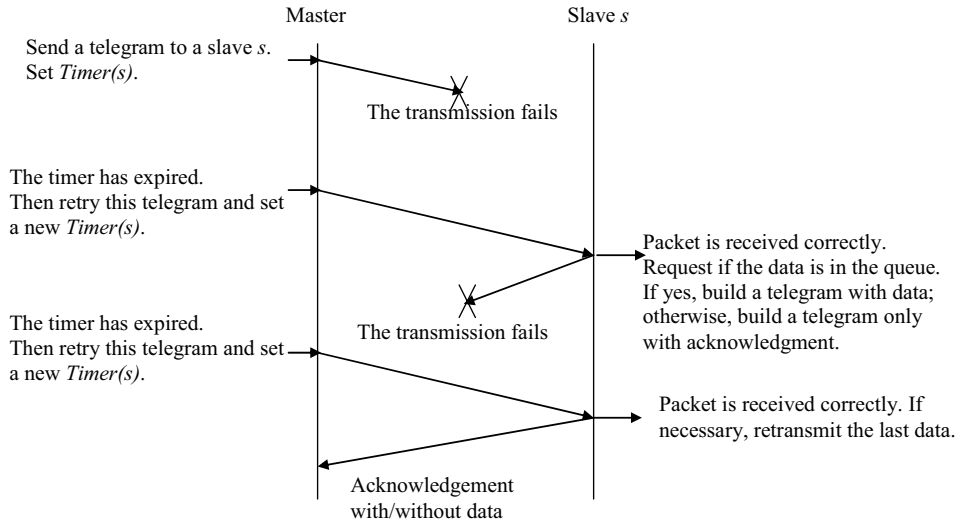 Master
Slave s
Send a telegram to a slave s.
Set Timer(s).
The transmission fails
The timer has expired.
Then retry this telegram and set
a new Timer(s).
Packet is received correctly.
Request if the data is in the queue.
If yes, build a telegram with data;
otherwise, build a telegram only
with acknowledgment.
The transmission fails
The timer has expired.
Then retry this telegram and set
a new Timer(s).
Packet is received correctly. If
necessary, retransmit the last data.
Acknowledgement
with/without data